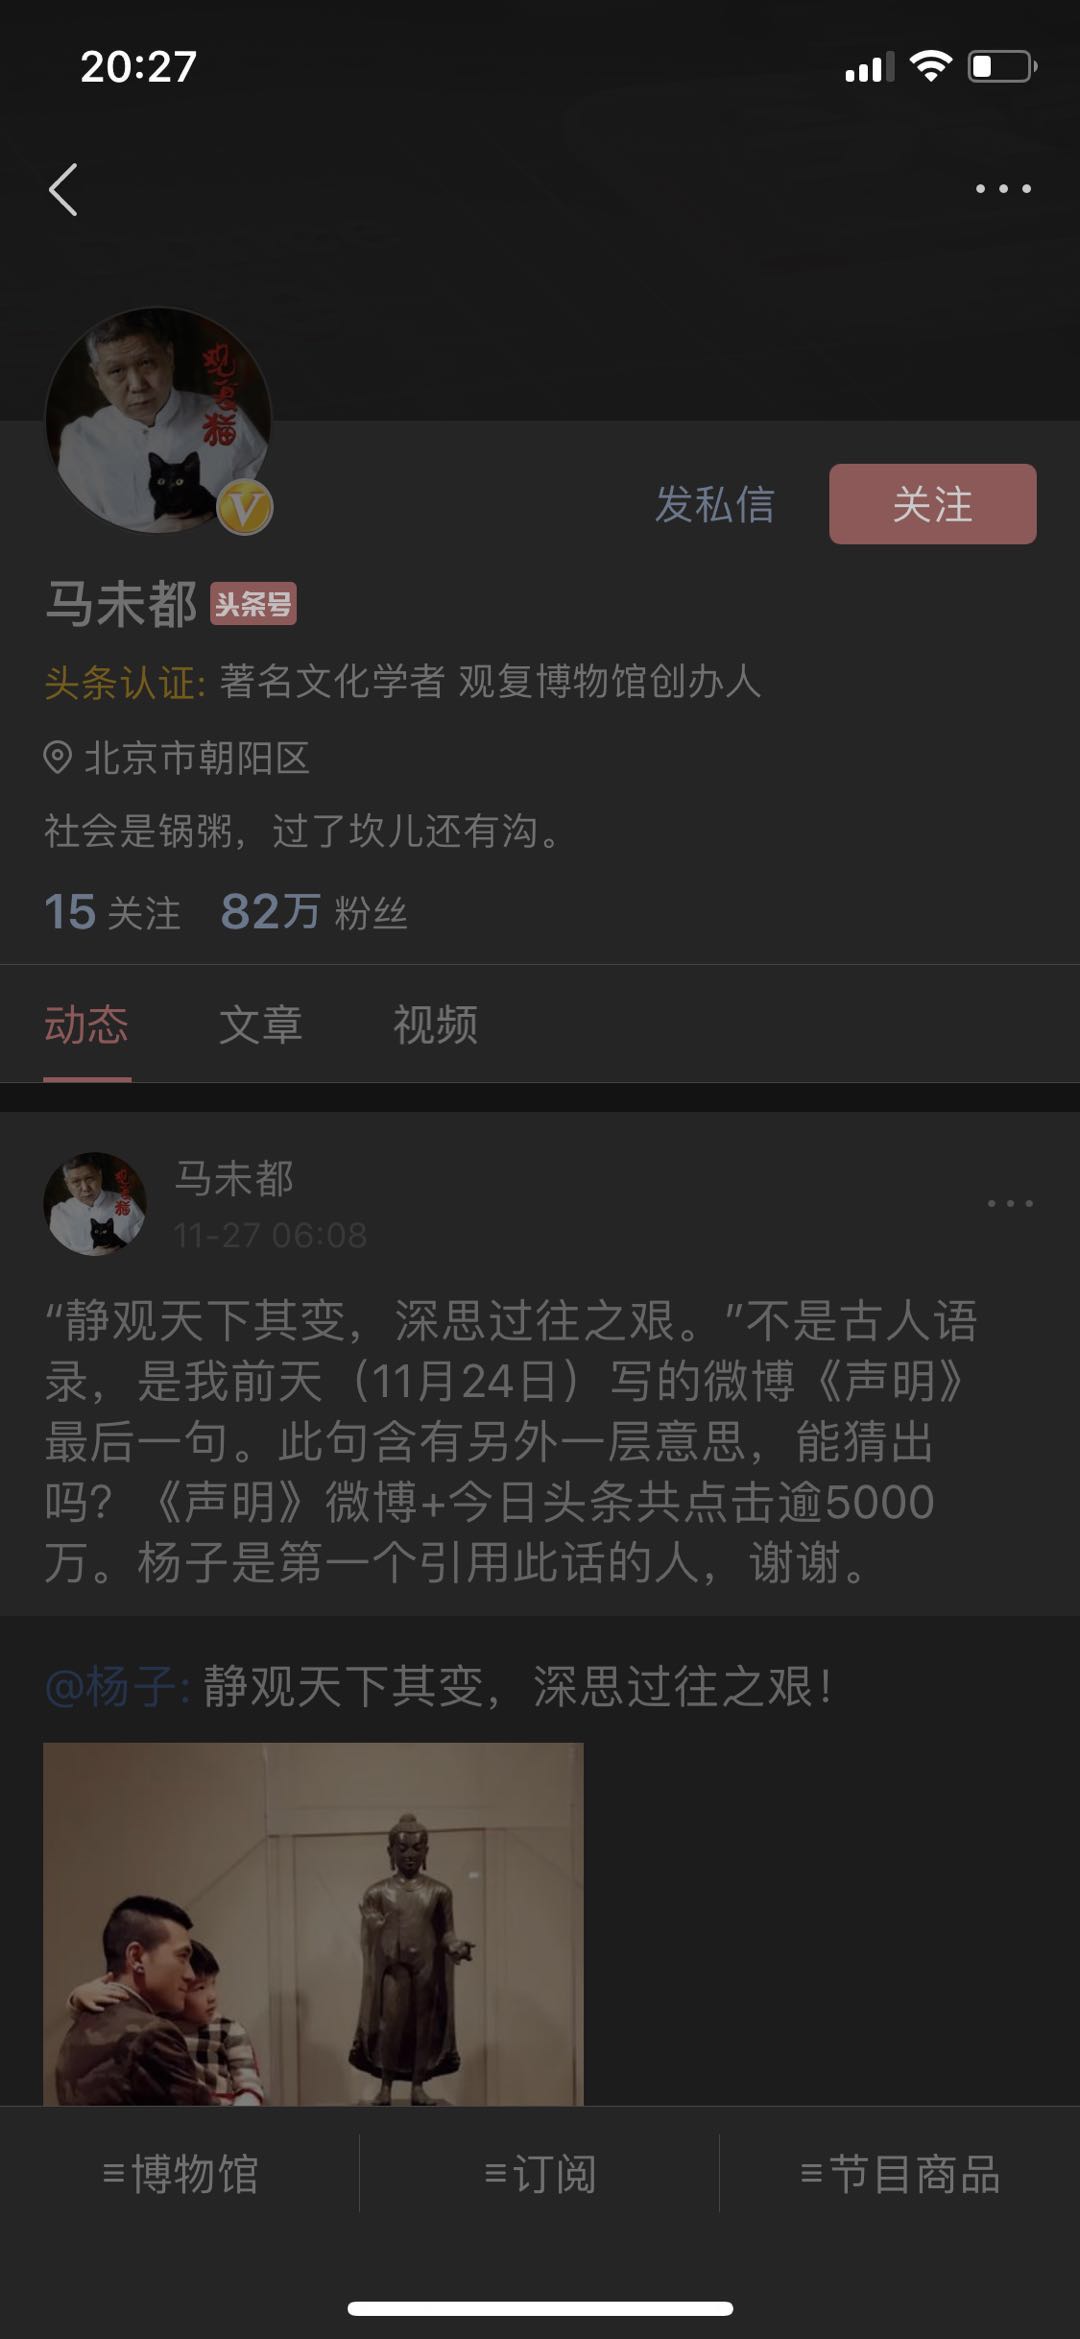 20:27
观复猫
V
发私信
关注
马未都 头条号
头条认证: 著名文化学者 观复博物馆创办人
北京市朝阳区
社会是锅粥，过了坎儿还有沟。
15 关注 82万 粉丝
动态 文章 视频
马未都
11-27 06:08
“静观天下其变，深思过往之艰。”不是古人语
录，是我前天（11月24日）写的微博《声明》
最后一句。此句含有另外一层意思，能猜出
吗？《声明》微博+今日头条共点击逾5000
万。杨子是第一个引用此话的人，谢谢。
@杨子: 静观天下其变，深思过往之艰！
博物馆
订阅
节目商品